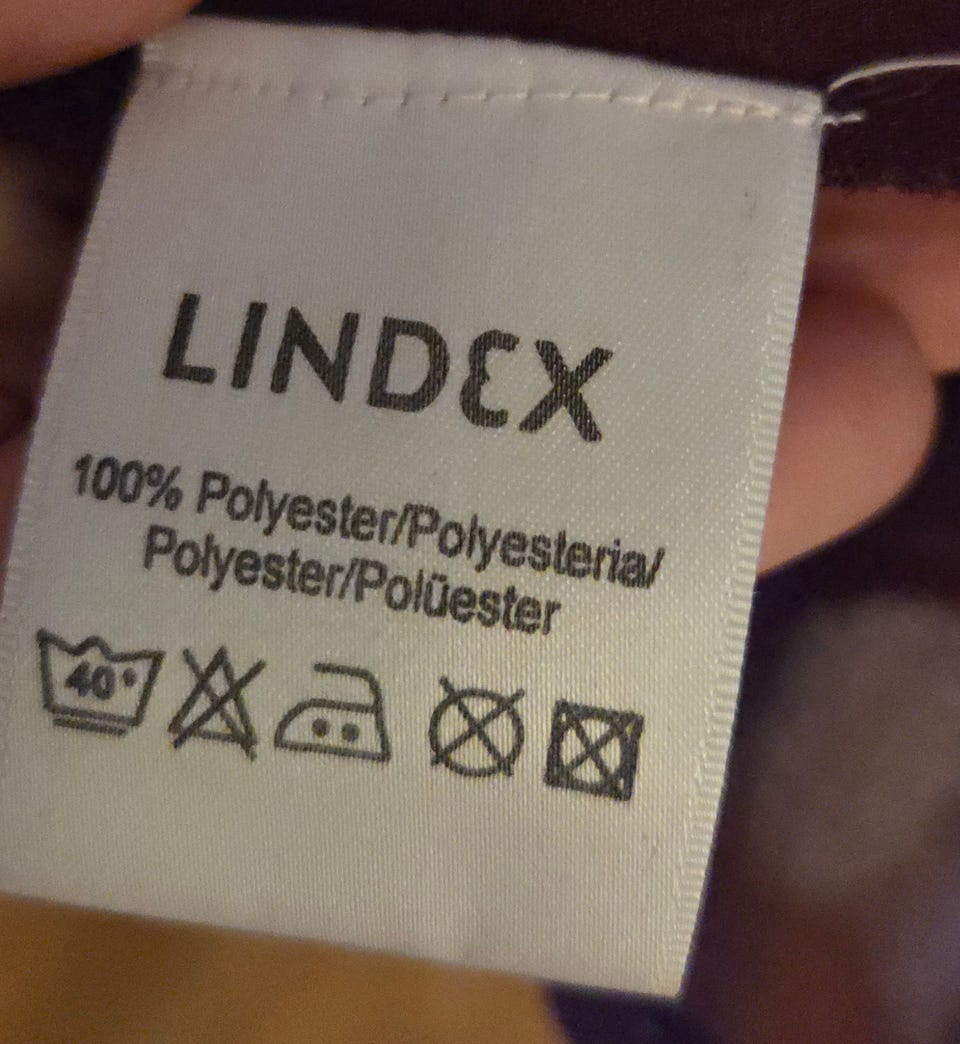 LINDEX
100% Polyester/Polyesteria/
Polyester/Polüester
40°